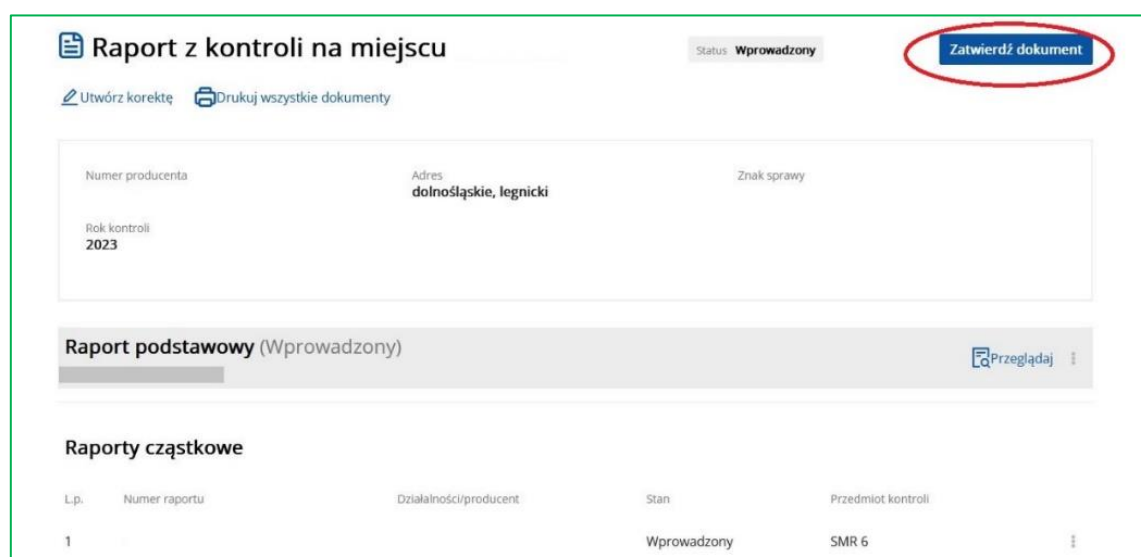 Raport z kontroli na miejscu
Status Wprowadzony
Zatwierdź dokument
Utwórz korektę Drukuj wszystkie dokumenty
Numer producenta Adres Znak sprawy
dolnośląskie, legnicki
Rok kontroli
2023
Raport podstawowy (Wprowadzony)
Przeglądaj
Raporty cząstkowe
L.p. Numer raportu Działalności/producent Stan Przedmiot kontroli
1 Wprowadzony SMR 6